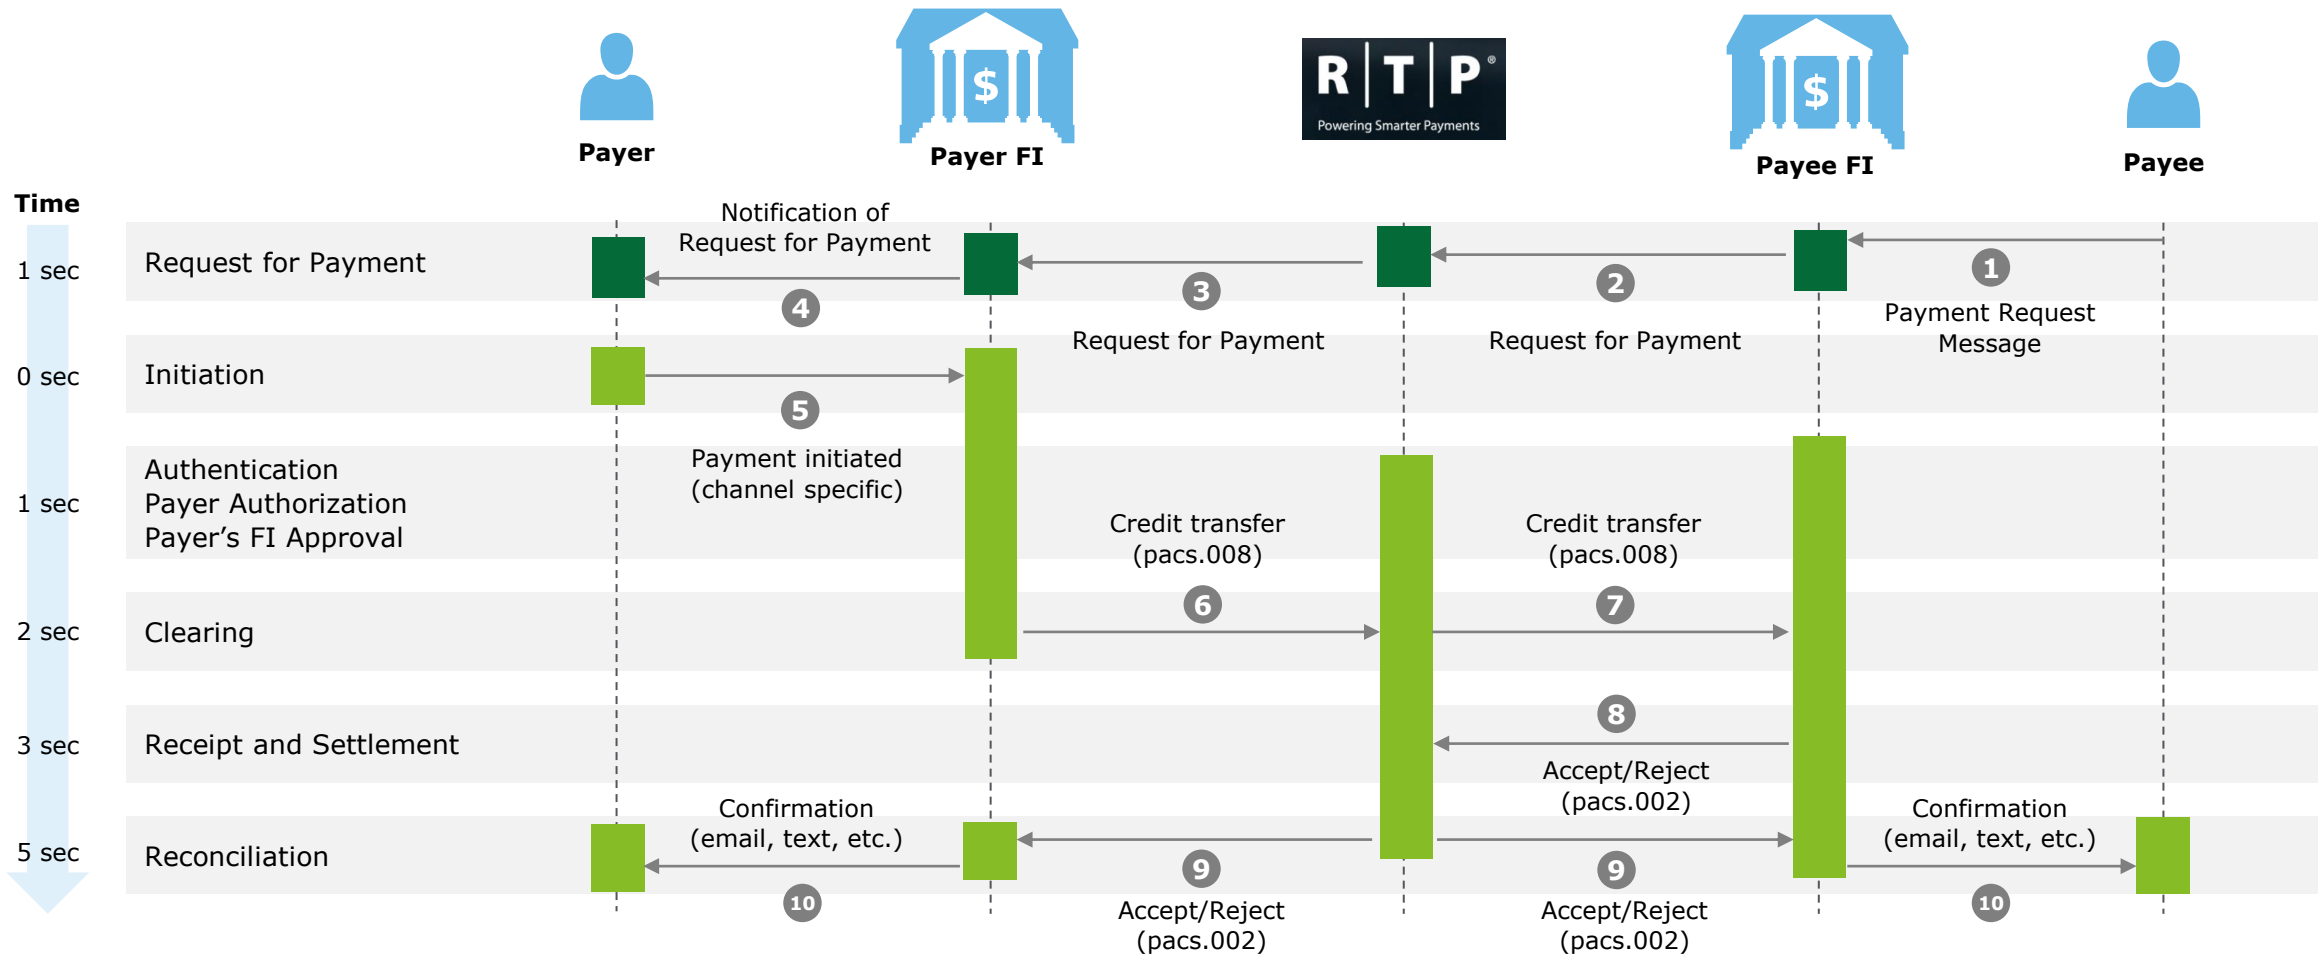 $
R|T|P®
Powering Smarter Payments
$
Payer
Payer FI
Payee FI
Payee
Time
1 sec
Request for Payment
Notification of
Request for Payment
4
3
Request for Payment
2
Request for Payment
1
Payment Request
Message
0 sec
Initiation
5
Payment initiated
(channel specific)
1 sec
Authentication
Payer Authorization
Payer’s FI Approval
Credit transfer
(pacs.008)
6
Credit transfer
(pacs.008)
7
2 sec
Clearing
3 sec
Receipt and Settlement
8
Accept/Reject
(pacs.002)
5 sec
Reconciliation
Confirmation
(email, text, etc.)
10
9
Accept/Reject
(pacs.002)
9
Accept/Reject
(pacs.002)
Confirmation
(email, text, etc.)
10